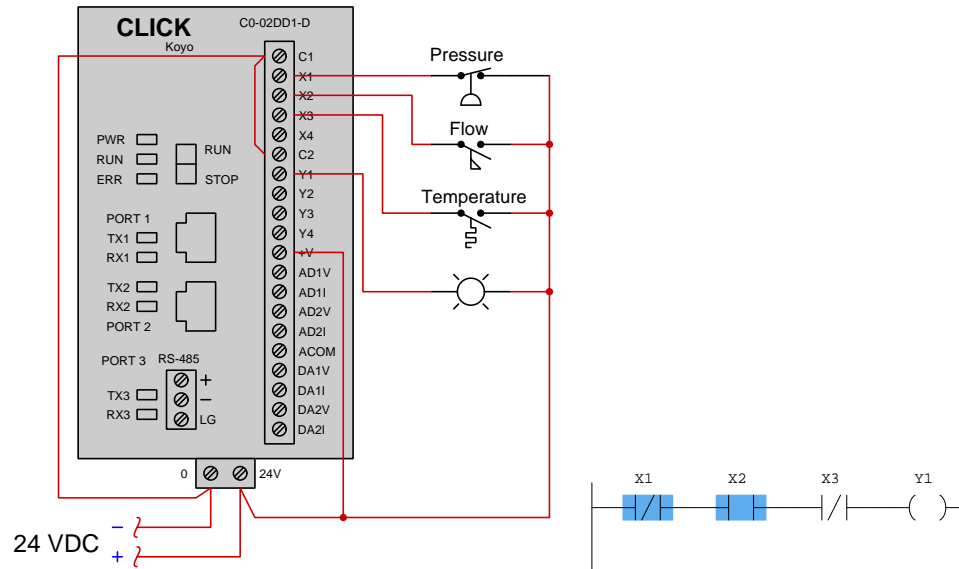 CLICK C0-02DD1-D
Koyo
C1
X1
X2
X3
X4
C2
Y1
Y2
Y3
Y4
+V
AD1V
AD1I
AD2V
AD2I
ACOM
DA1V
DA1I
DA2V
DA2I
PWR
RUN
ERR
RUN
STOP
PORT 1
TX1
RX1
TX2
RX2
PORT 2
PORT 3 RS-485
TX3
RX3
+
−
LG
0 24V
24 VDC
−
+
Pressure
Flow
Temperature
X1 X2 X3 Y1